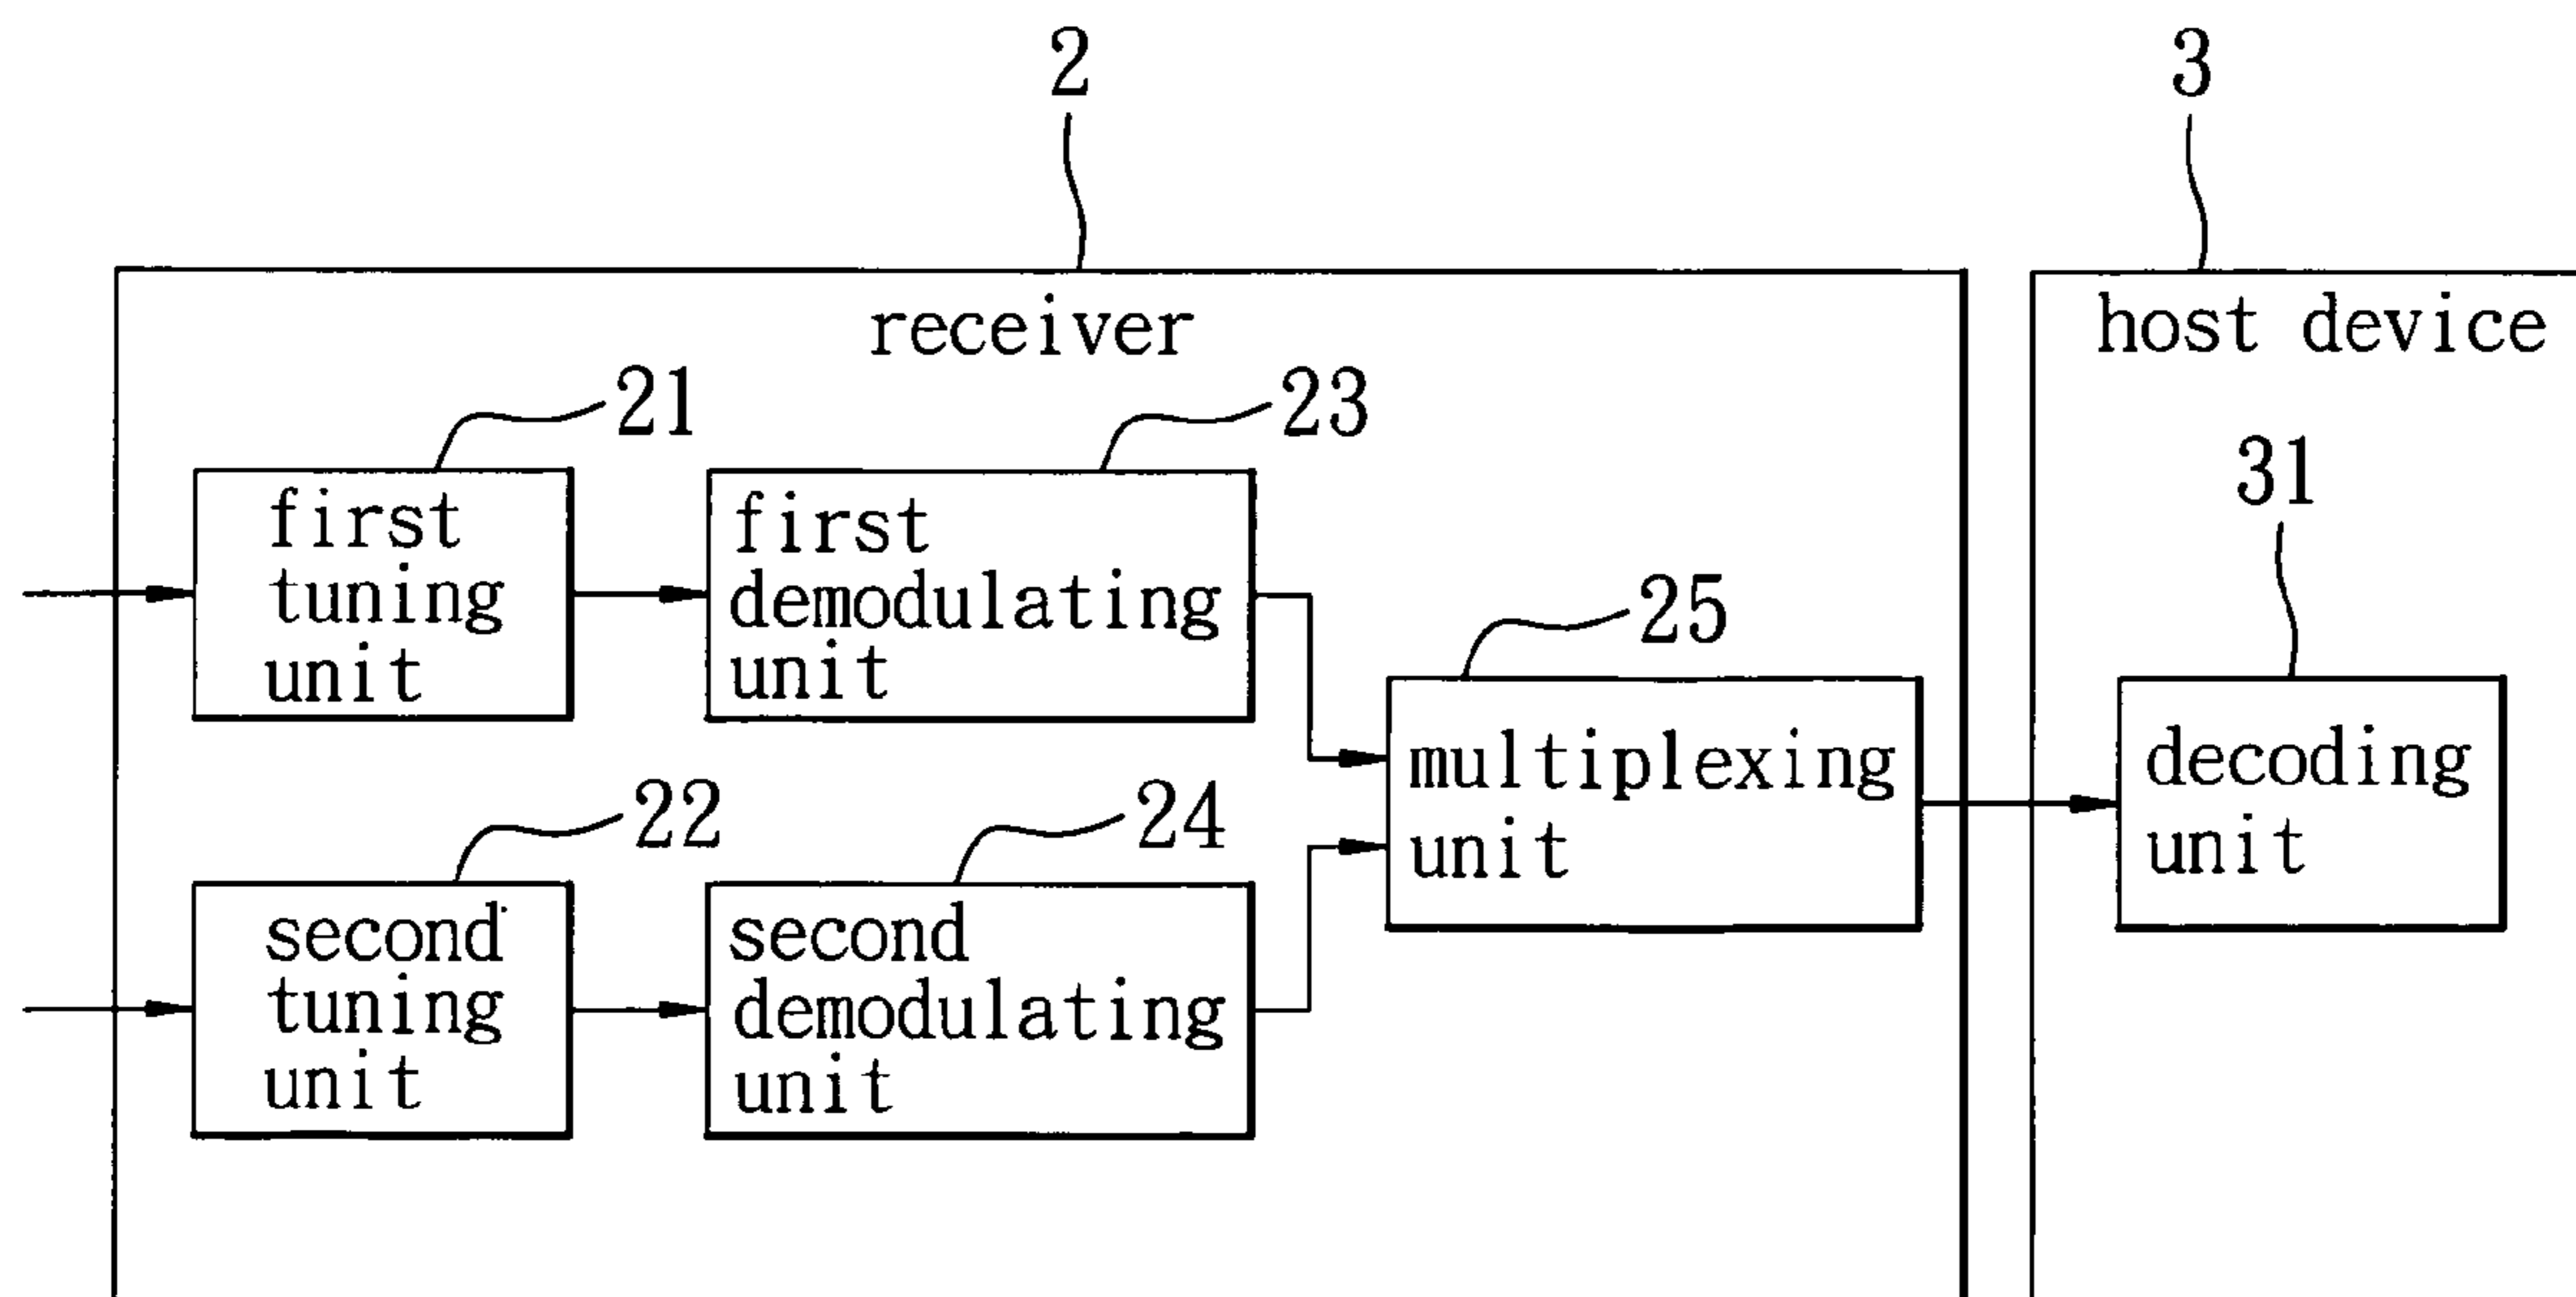 2
3
receiver
host device
21
23
first
tuning
unit
first
demodulating
unit
31
25
multiplexing
unit
decoding
unit
22
24
second
tuning
unit
second
demodulating
unit